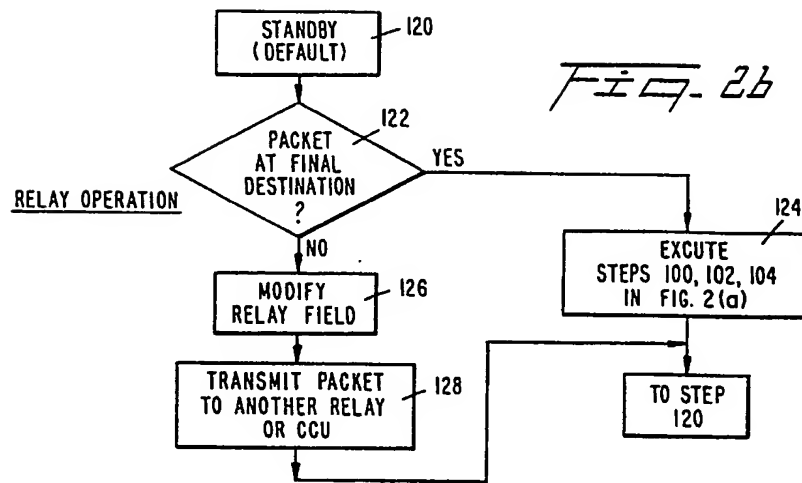 STANDBY
(DEFAULT)
120
Fig. 2b
122
PACKET
AT FINAL
DESTINATION
?
YES
RELAY OPERATION
NO
124
EXCUTE
STEPS 100, 102, 104
IN FIG. 2(a)
MODIFY
RELAY FIELD
126
TRANSMIT PACKET
TO ANOTHER RELAY
OR CCU
128
TO STEP
120